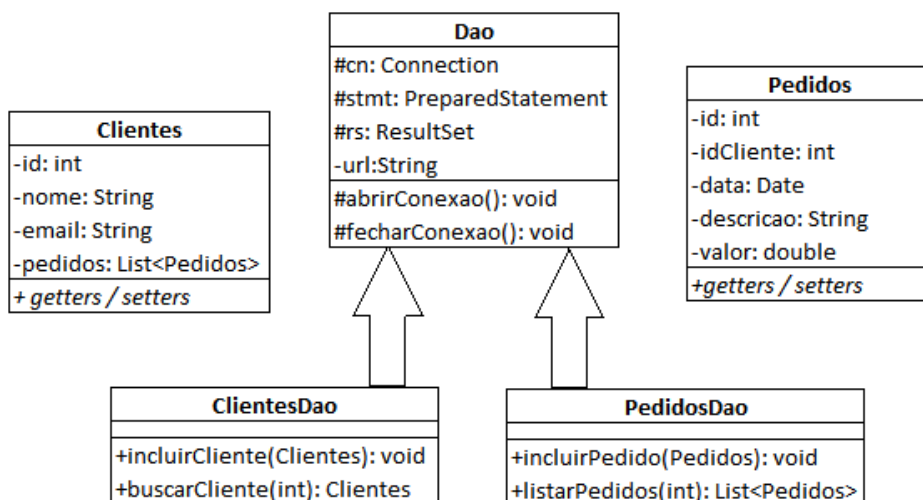 Dao
#cn: Connection
#stmt: PreparedStatement
#rs: ResultSet
-url:String
#abrirConexao(): void
#fecharConexao(): void
Clientes
-id: int
-nome: String
-email: String
-pedidos: List<Pedidos>
+ getters / setters
Pedidos
-id: int
-idCliente: int
-data: Date
-descricao: String
-valor: double
+getters / setters
ClientesDao
+incluirCliente(Clientes): void
+buscarCliente(int): Clientes
PedidosDao
+incluirPedido(Pedidos): void
+listarPedidos(int): List<Pedidos>